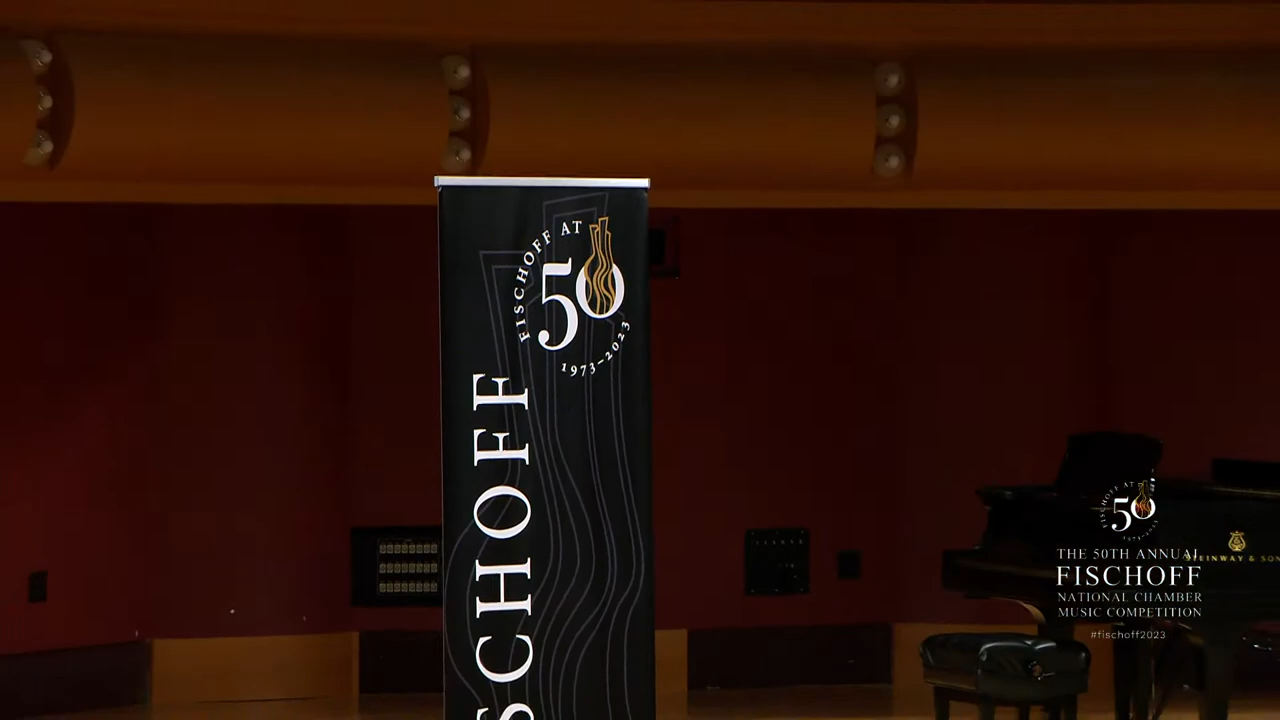 FISCHOFF AT
50
1973–2023
SCHOFF
FISCHOFF AT
50
THE 50TH ANNUAL
FISCHOFF
NATIONAL CHAMBER
MUSIC COMPETITION
#fischoff2023
STEINWAY & SONS